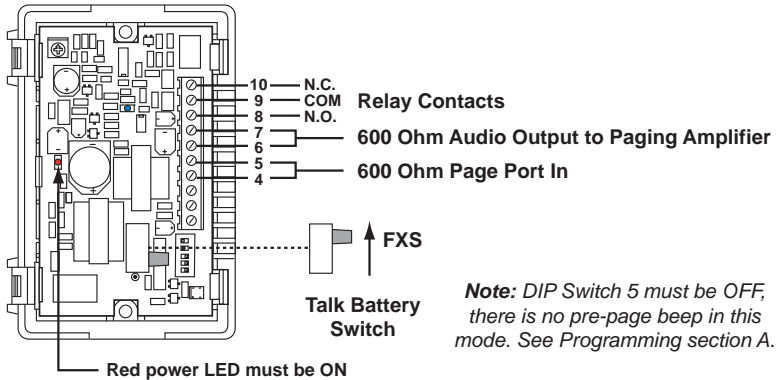 10 N.C.
9 COM
8 N.O.
Relay Contacts
7
6
600 Ohm Audio Output to Paging Amplifier
5
4
600 Ohm Page Port In
FXS
Talk Battery
Switch
Note: DIP Switch 5 must be OFF,
there is no pre-page beep in this
mode. See Programming section A.
Red power LED must be ON